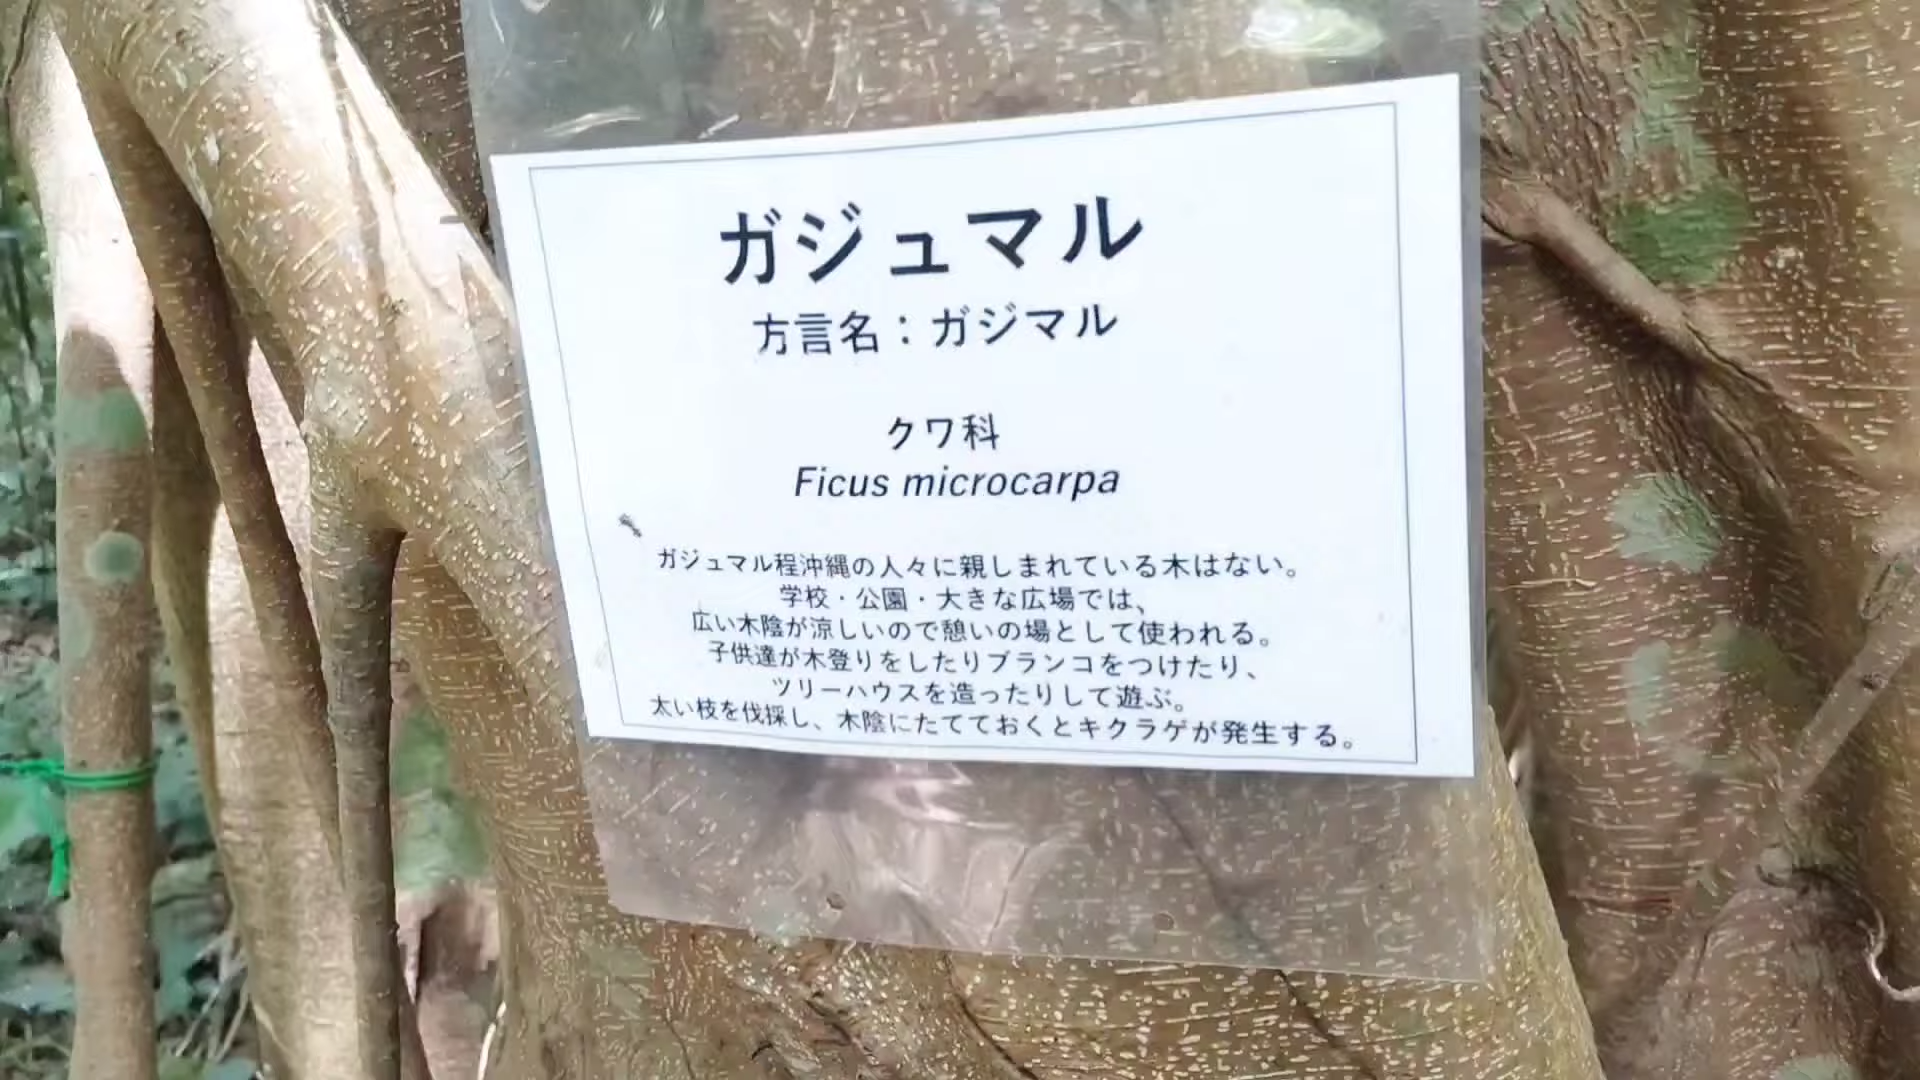 ガジュマル
方言名：ガジマル
クワ科
Ficus microcarpa
ガジュマル程沖縄の人々に親しまれている木はない。
学校・公園・大きな広場では、
広い木陰が涼しいので憩いの場として使われる。
子供達が木登りをしたりブランコをつけたり、
ツリーハウスを造ったりして遊ぶ。
太い枝を伐採し、木陰にたてておくとキクラゲが発生する。